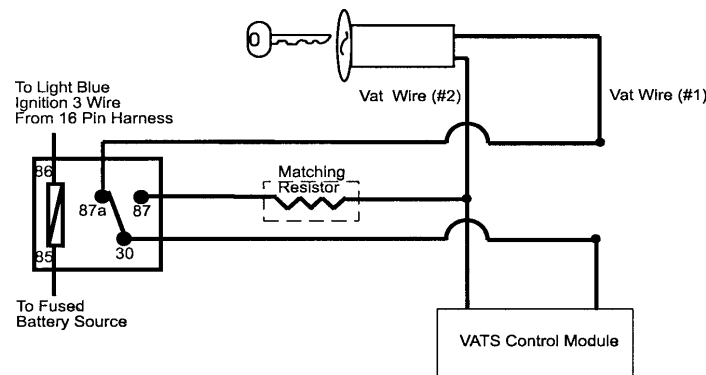 To Light Blue
Ignition 3 Wire
From 16 Pin Harness
Vat Wire (#2)
Vat Wire (#1)
86
87a
87
85
30
Matching
Resistor
To Fused
Battery Source
VATS Control Module